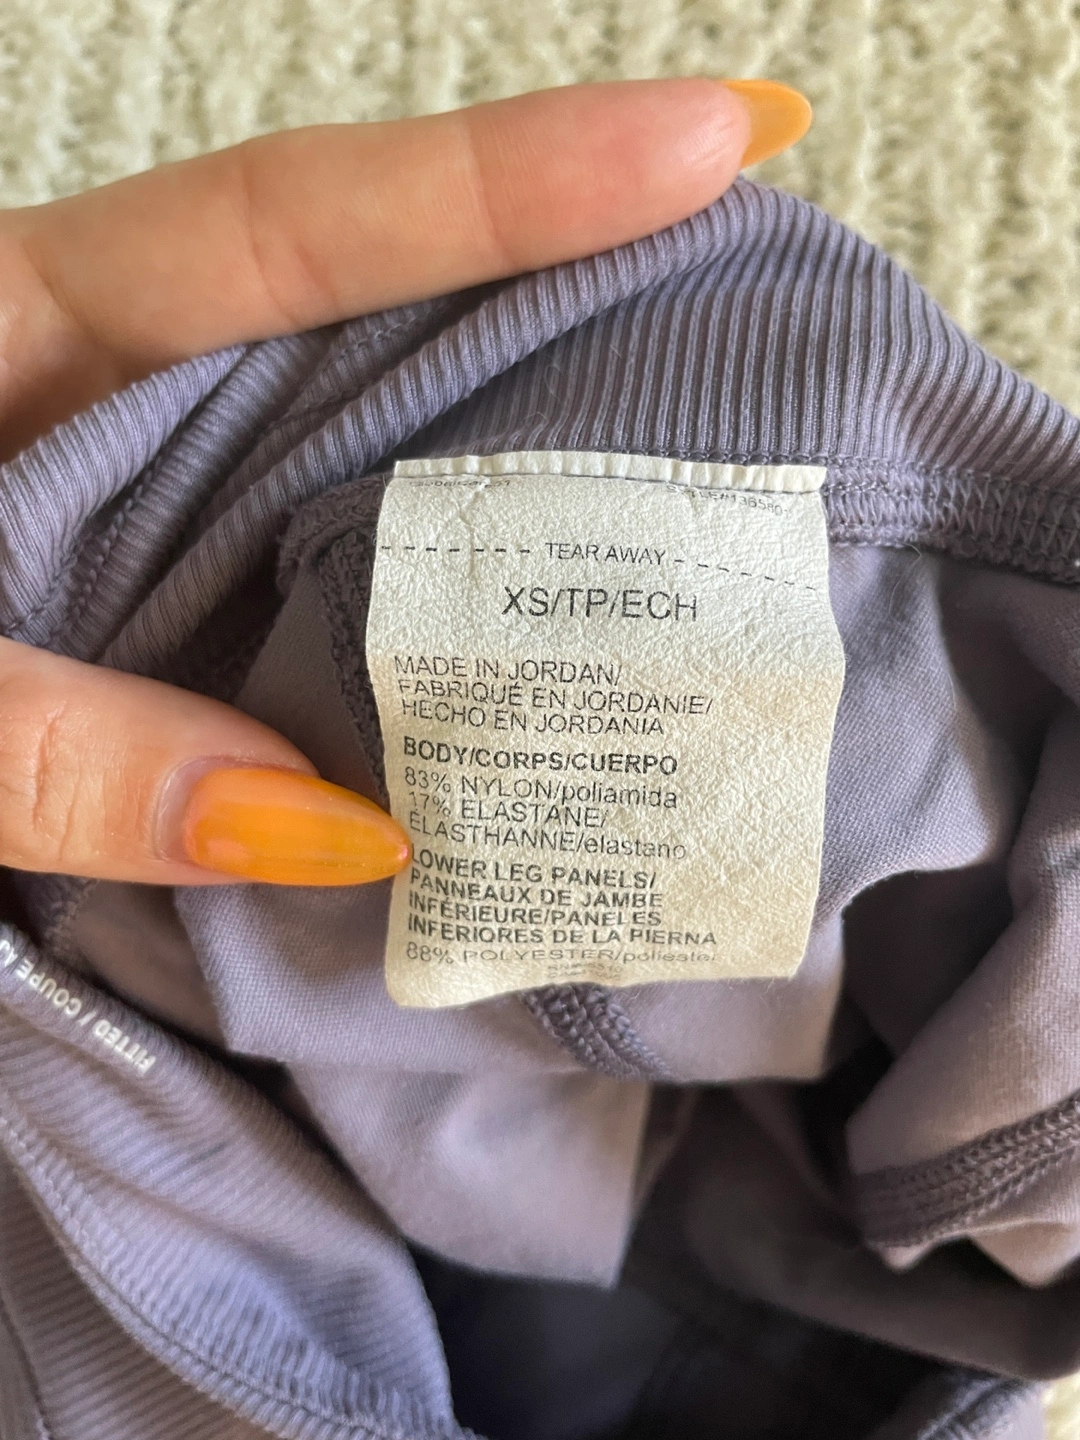 TEAR AWAY
XS/TP/ECH
MADE IN JORDAN/
FABRIQUÉ EN JORDANIE/
HECHO EN JORDANIA
BODY/CORPS/CUERPO
83% NYLON/poliamida
17% ELASTANE/
ÉLASTHANNE/elastano
LOWER LEG PANELS/
PANNEAUX DE JAMBE
INFÉRIEURE/PANELES
INFERIORES DE LA PIERNA
88% POLYESTER/poliéster
FITTED / COUPE